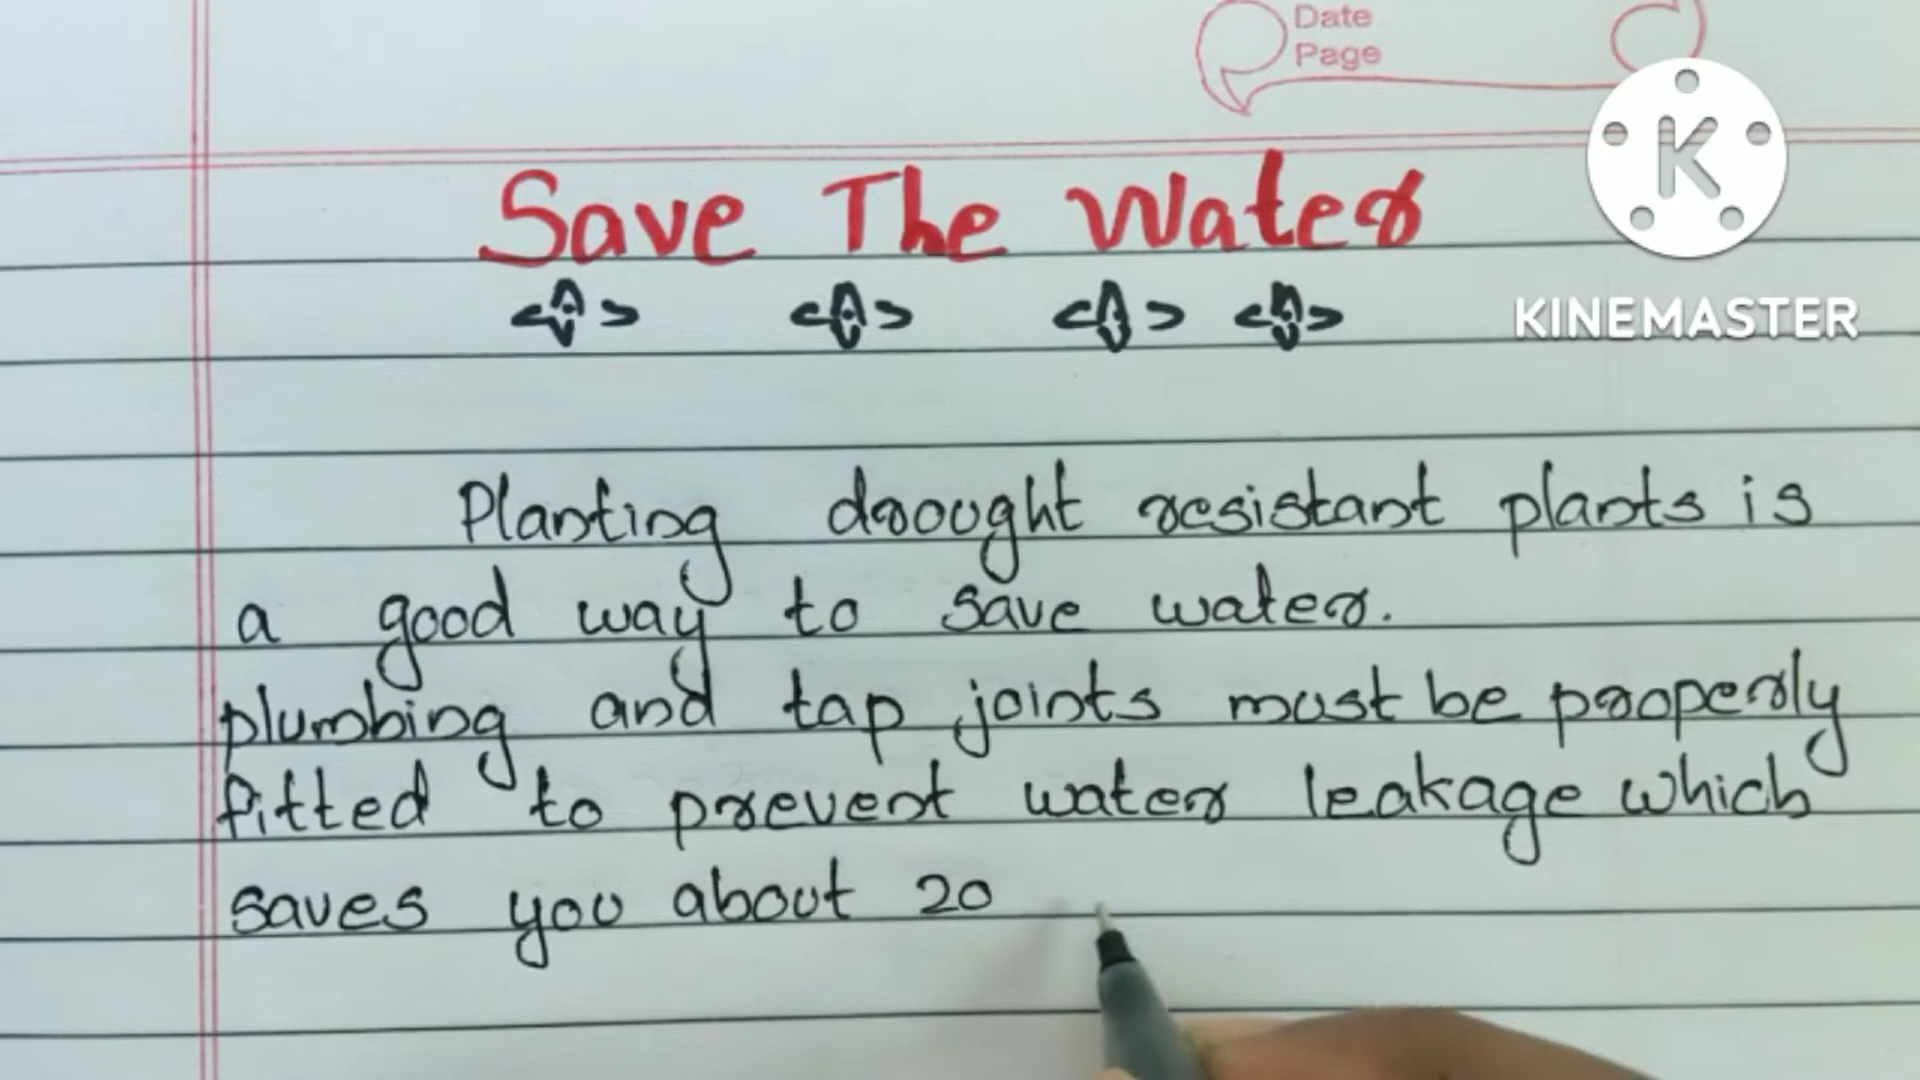 Date
Page
K
KINEMASTER
Save The Water
Planting drought resistant plants is
a good way to save water.
plumbing and tap joints must be properly
fitted to prevent water leakage which
saves you about 20